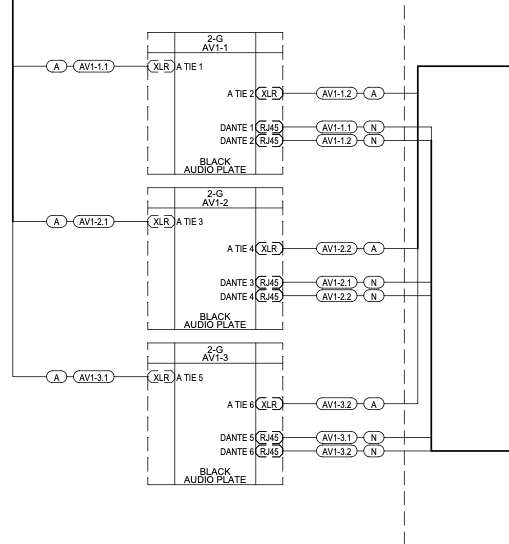 2-G
AV1-1
A AV1-1.1 XLR A TIE 1
A TIE 2 XLR AV1-1.2 A
DANTE 1 RJ45 AV1-1.1 N
DANTE 2 RJ45 AV1-1.2 N
BLACK
AUDIO PLATE
2-G
AV1-2
A AV1-2.1 XLR A TIE 3
A TIE 4 XLR AV1-2.2 A
DANTE 3 RJ45 AV1-2.1 N
DANTE 4 RJ45 AV1-2.2 N
BLACK
AUDIO PLATE
2-G
AV1-3
A AV1-3.1 XLR A TIE 5
A TIE 6 XLR AV1-3.2 A
DANTE 5 RJ45 AV1-3.1 N
DANTE 6 RJ45 AV1-3.2 N
BLACK
AUDIO PLATE